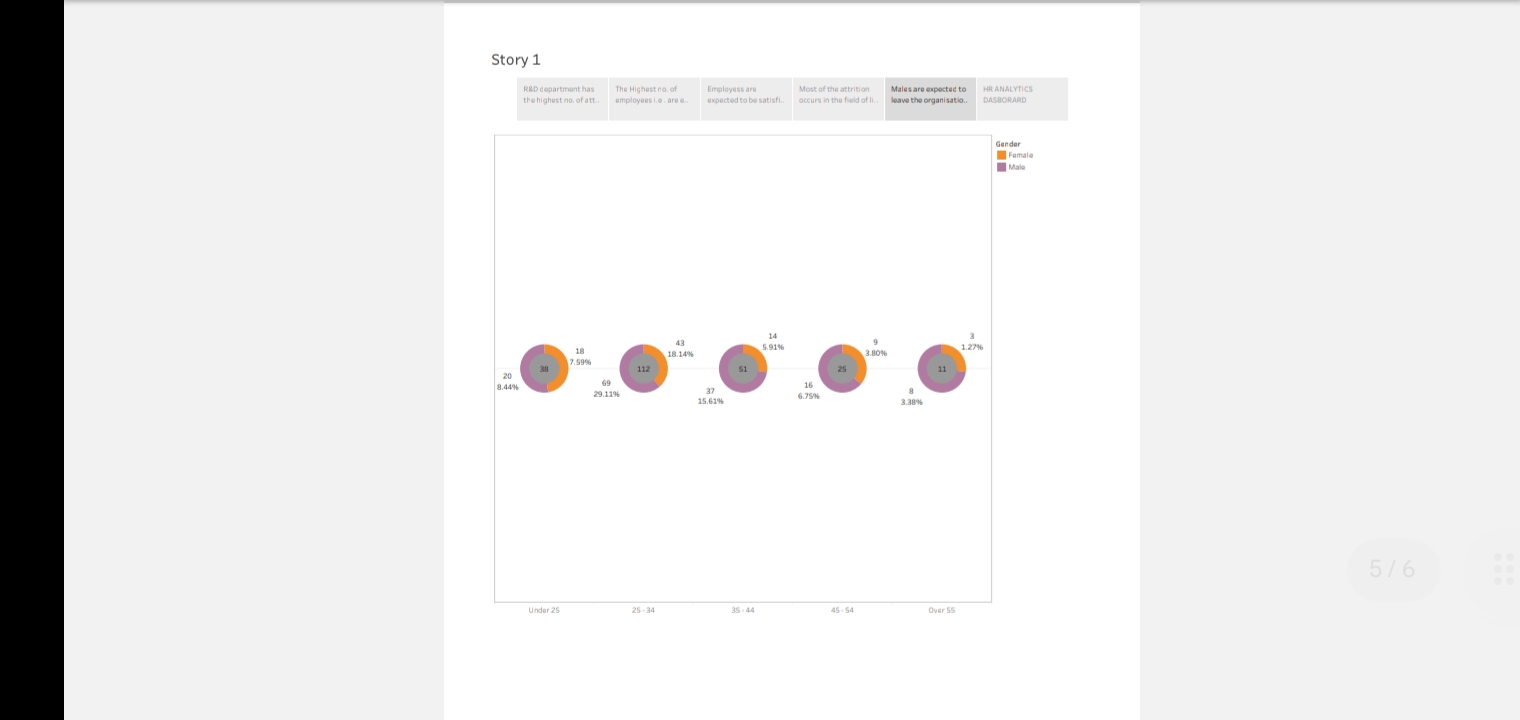 Story 1
R&D department has
the highest no. of att..
The Highest no. of
employees i.e. are e..
Employess are
expected to be satisfi..
Most of the attrition
occurs in the field of li..
Males are expected to
leave the organisatio..
HR ANALYTICS
DASBORARD
Gender
Female
Male
38
18
7.59%
20
8.44%
112
43
18.14%
69
29.11%
51
14
5.91%
37
15.61%
25
9
3.80%
16
6.75%
11
3
1.27%
8
3.38%
Under 25
25 - 34
35 - 44
45 - 54
Over 55
5 / 6